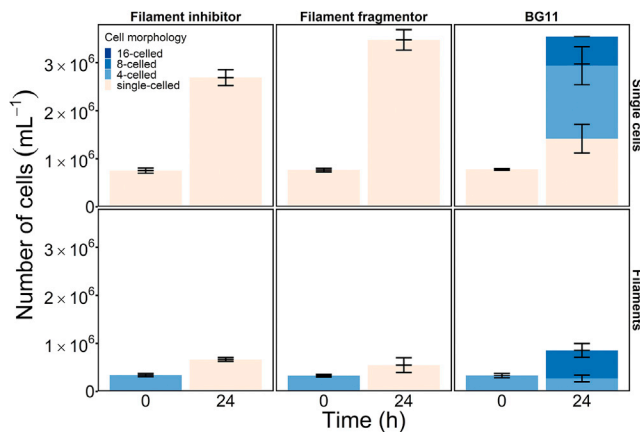 Filament inhibitor
Filament fragmentor
BG11
Cell morphology
16-celled
8-celled
4-celled
single-celled
Number of cells (mL⁻¹)
3 × 10⁶
2 × 10⁶
1 × 10⁶
0
3 × 10⁶
2 × 10⁶
1 × 10⁶
0
Single cells
Filaments
0 24
0 24
0 24
Time (h)